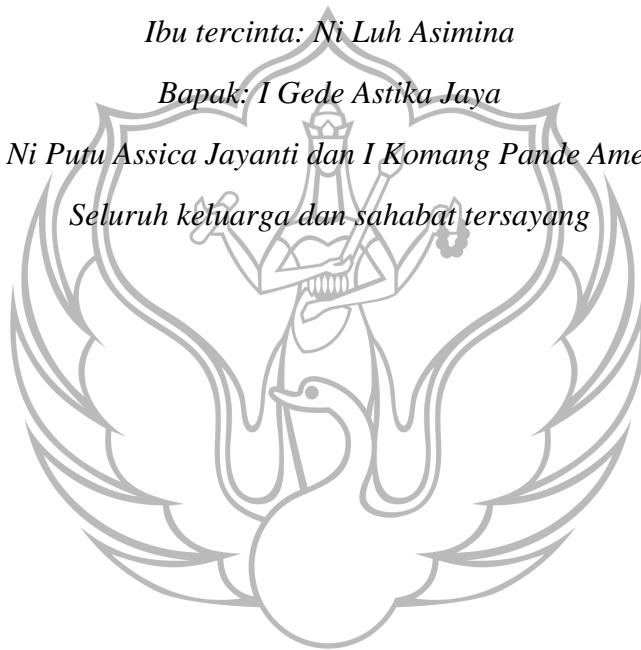 Ibu tercinta: Ni Luh Asimina
Bapak: I Gede Astika Jaya
Ni Putu Assica Jayanti dan I Komang Pande
Seluruh keluarga dan sahabat tersayang